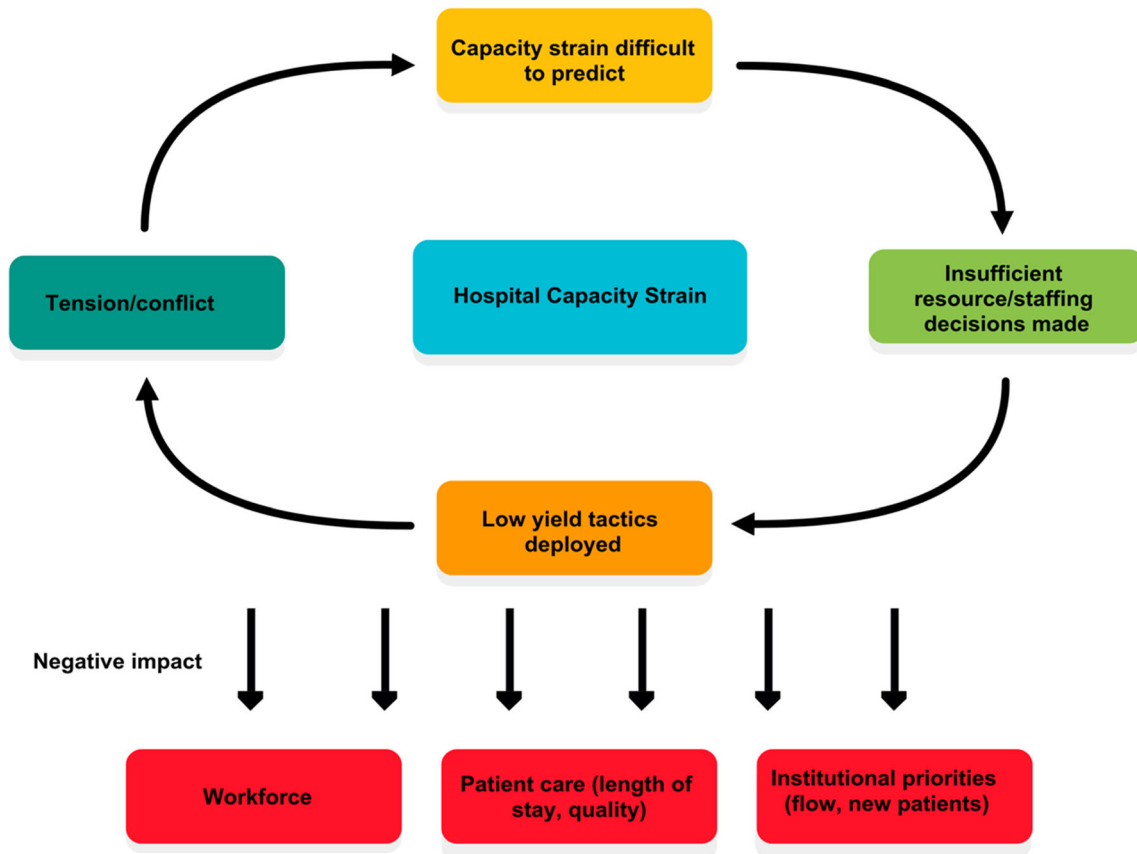 Capacity strain difficult
to predict
Tension/conflict
Hospital Capacity Strain
Insufficient
resource/staffing
decisions made
Low yield tactics
deployed
Negative impact
Workforce
Patient care (length of
stay, quality)
Institutional priorities
(flow, new patients)